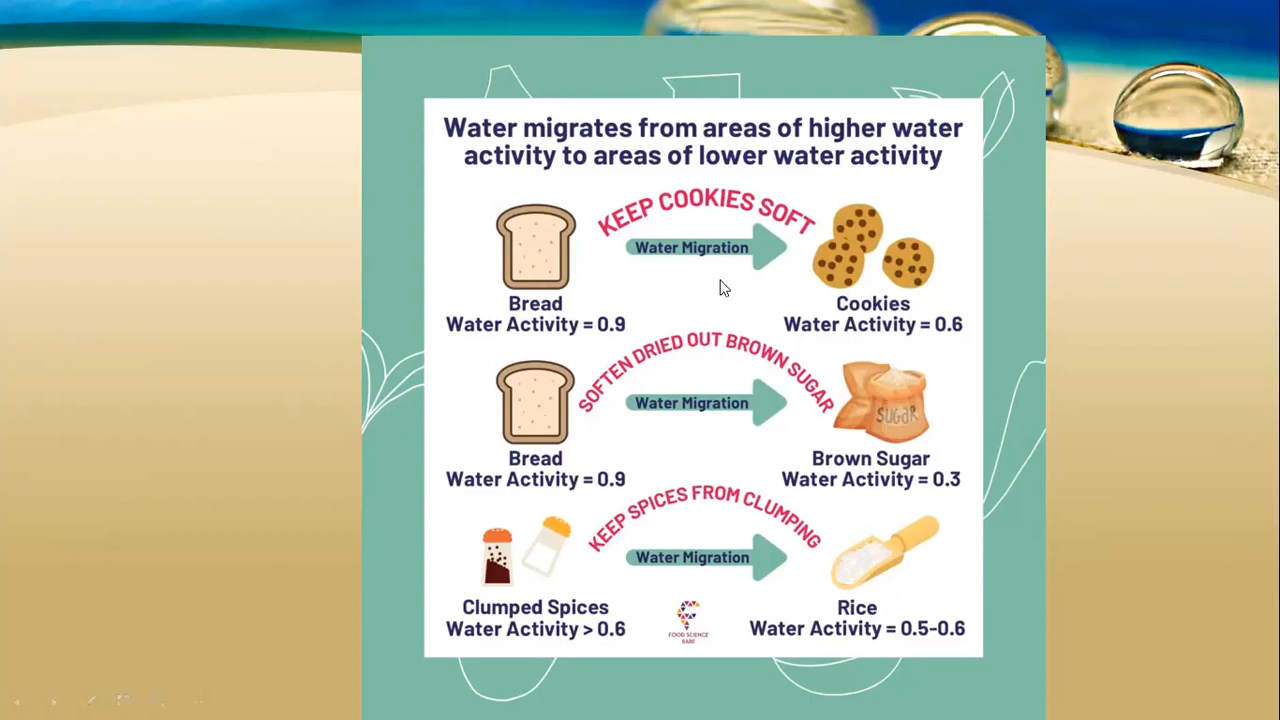 Water migrates from areas of higher water
activity to areas of lower water activity
KEEP COOKIES SOFT
Water Migration
Bread
Water Activity = 0.9
Cookies
Water Activity = 0.6
SOFTEN DRIED OUT BROWN SUGAR
Water Migration
SUGAR
Bread
Water Activity = 0.9
Brown Sugar
Water Activity = 0.3
KEEP SPICES FROM CLUMPING
Water Migration
Clumped Spices
Water Activity > 0.6
Rice
Water Activity = 0.5-0.6
FOOD SCIENCE
BABE